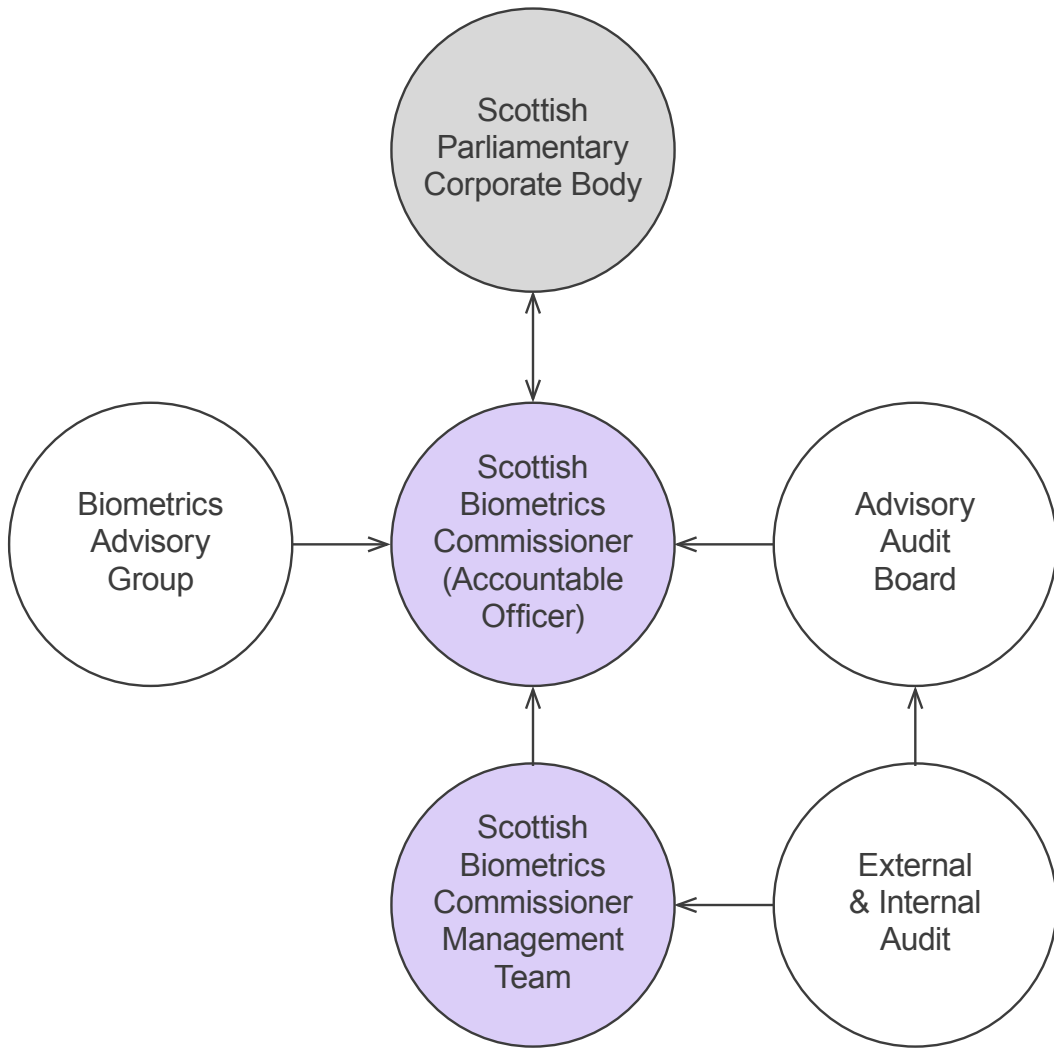 Scottish
Parliamentary
Corporate Body
Biometrics
Advisory
Group
Scottish
Biometrics
Commissioner
(Accountable
Officer)
Advisory
Audit
Board
Scottish
Biometrics
Commissioner
Management
Team
External
& Internal
Audit